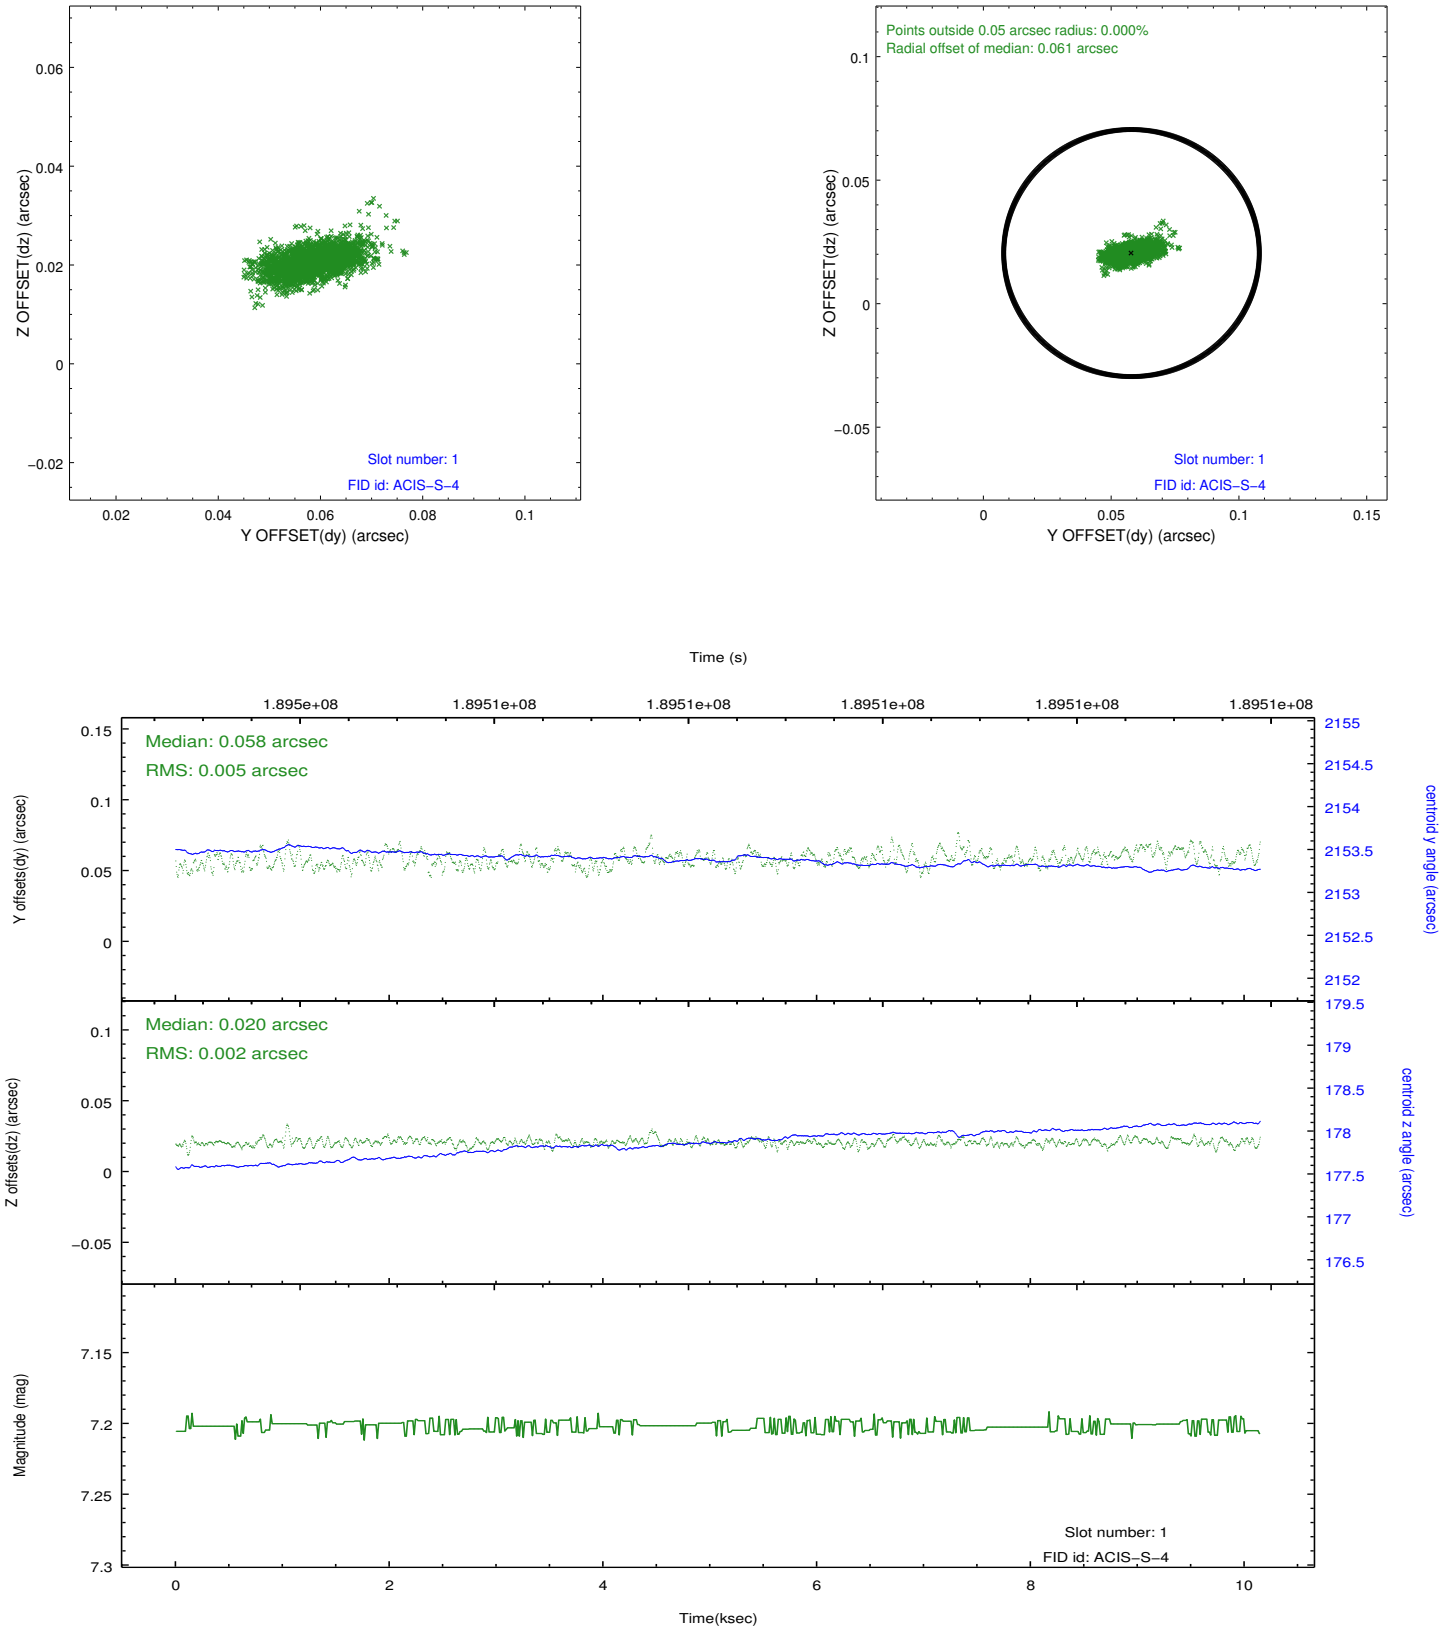 0.06
0.04
0.02
0
−0.02
Z OFFSET(dz) (arcsec)
Slot number: 1
FID id: ACIS−S−4
0.02 0.04 0.06 0.08 0.1
Y OFFSET(dy) (arcsec)
Points outside 0.05 arcsec radius: 0.000%
Radial offset of median: 0.061 arcsec
0.1
0.05
0
−0.05
Z OFFSET(dz) (arcsec)
Slot number: 1
FID id: ACIS−S−4
0 0.05 0.1 0.15
Y OFFSET(dy) (arcsec)
Time (s)
1.895e+08 1.8951e+08 1.8951e+08 1.8951e+08 1.8951e+08 1.8951e+08
Median: 0.058 arcsec
RMS: 0.005 arcsec
0.15
0.1
0.05
0
Y offsets(dy) (arcsec)
2155
2154.5
2154
2153.5
2153
2152.5
2152
centroid y angle (arcsec)
Median: 0.020 arcsec
RMS: 0.002 arcsec
0.1
0.05
0
−0.05
Z offsets(dz) (arcsec)
179.5
179
178.5
178
177.5
177
176.5
centroid z angle (arcsec)
7.15
7.2
7.25
7.3
Magnitude (mag)
Slot number: 1
FID id: ACIS−S−4
0 2 4 6 8 10
Time(ksec)